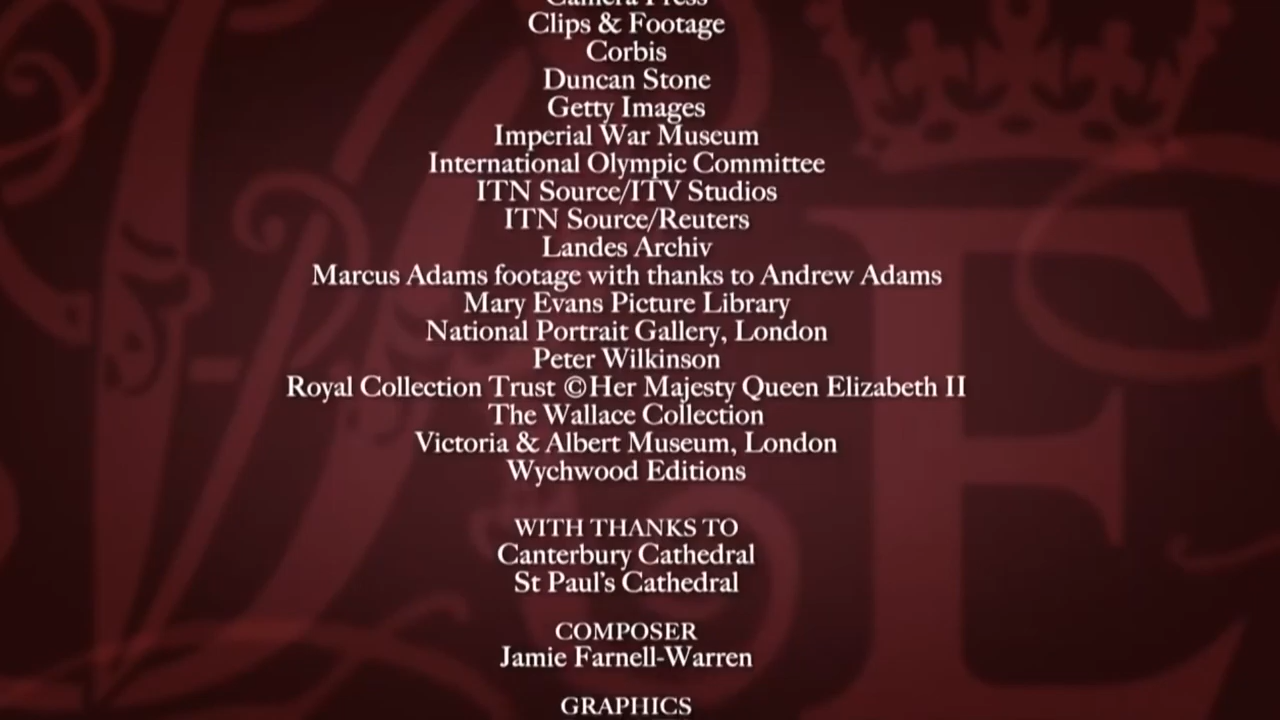 Camera Press
Clips & Footage
Corbis
Duncan Stone
Getty Images
Imperial War Museum
International Olympic Committee
ITN Source/ITV Studios
ITN Source/Reuters
Landes Archiv
Marcus Adams footage with thanks to Andrew Adams
Mary Evans Picture Library
National Portrait Gallery, London
Peter Wilkinson
Royal Collection Trust ©Her Majesty Queen Elizabeth II
The Wallace Collection
Victoria & Albert Museum, London
Wychwood Editions
WITH THANKS TO
Canterbury Cathedral
St Paul's Cathedral
COMPOSER
Jamie Farnell-Warren
GRAPHICS